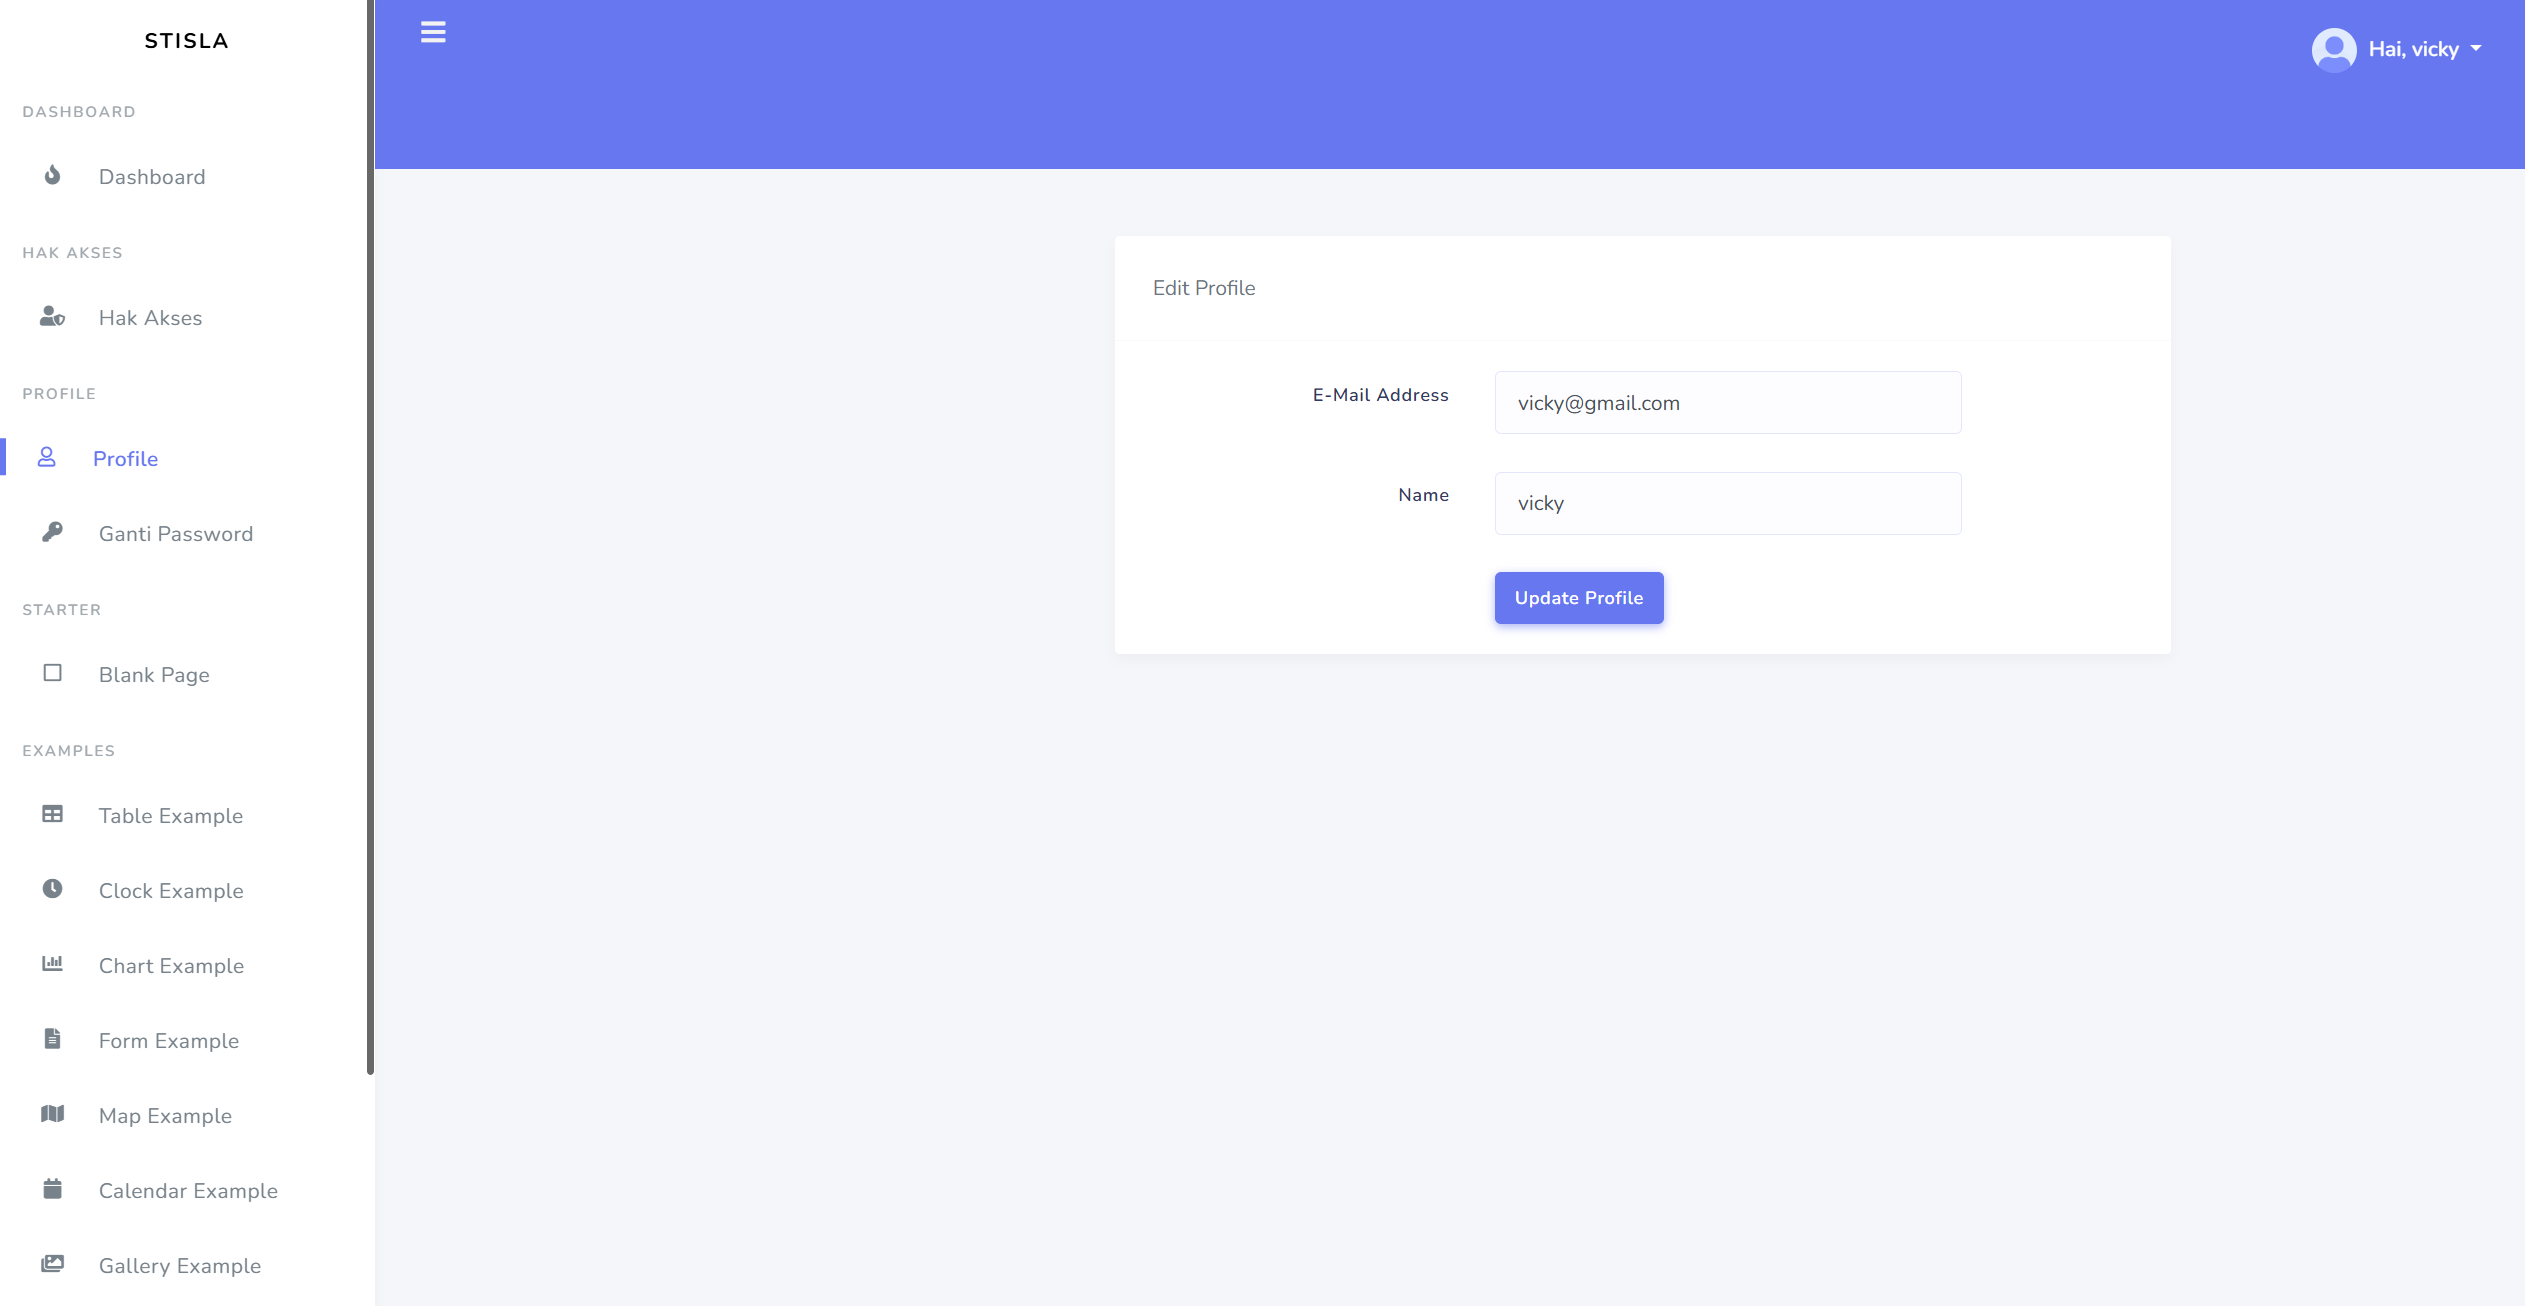 STISLA
DASHBOARD
Dashboard
HAK AKSES
Hak Akses
PROFILE
Profile
Ganti Password
STARTER
Blank Page
EXAMPLES
Table Example
Clock Example
Chart Example
Form Example
Map Example
Calendar Example
Gallery Example
Hai, vicky
Edit Profile
E-Mail Address
vicky@gmail.com
Name
vicky
Update Profile